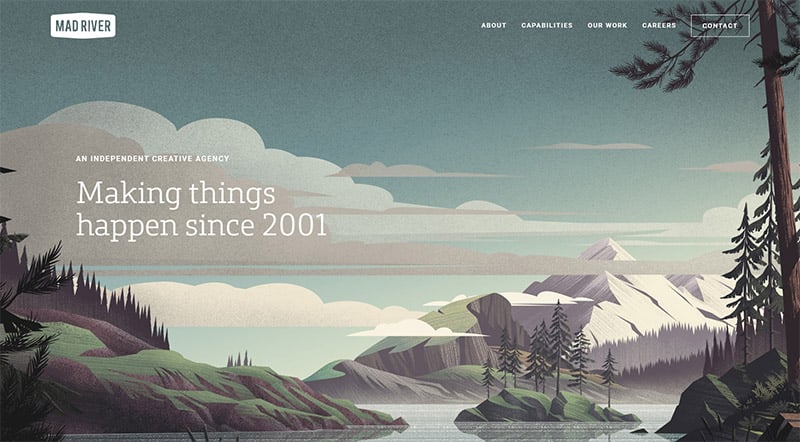 MAD RIVER
ABOUT
CAPABILITIES
OUR WORK
CAREERS
CONTACT
AN INDEPENDENT CREATIVE AGENCY
Making things
happen since 2001